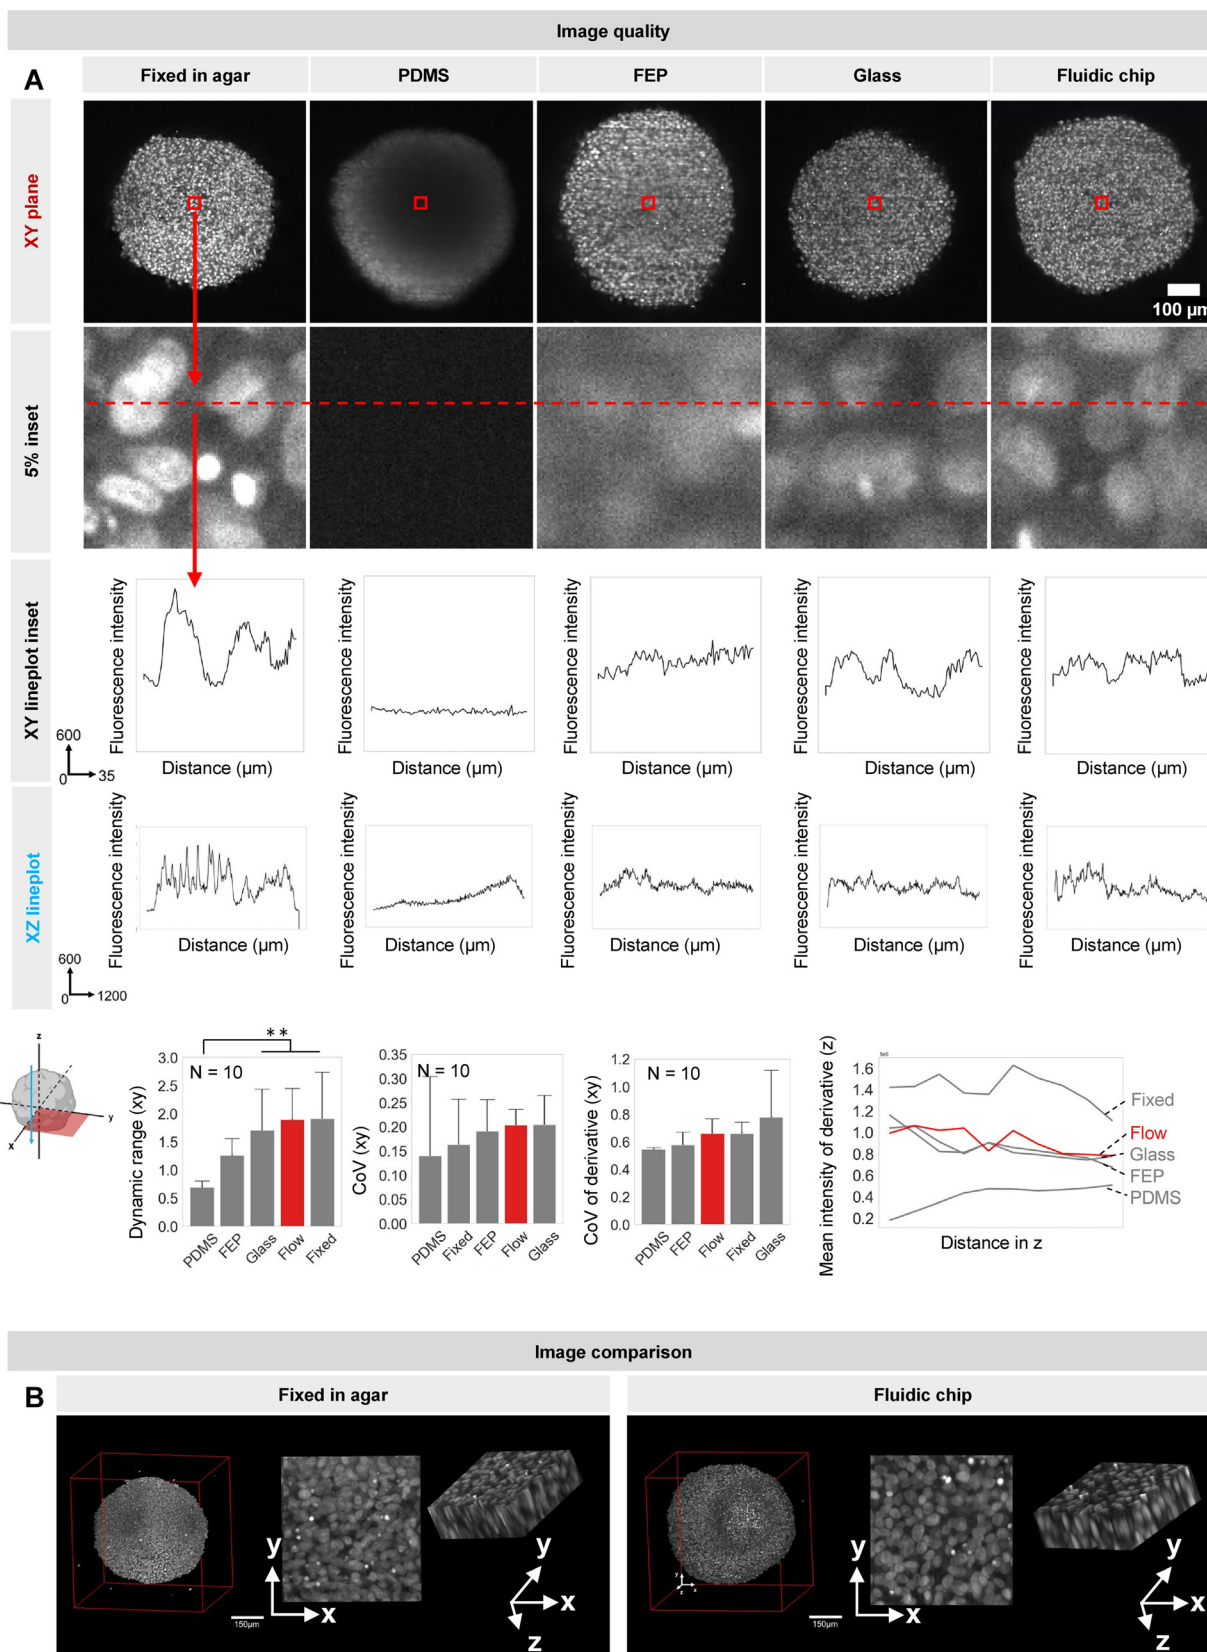 Image quality
A
Fixed in agar
PDMS
FEP
Glass
Fluidic chip
XY plane
100 µm
5% inset
XY lineplot inset
600
0
35
Fluorescence intensity
Distance (µm)
Fluorescence intensity
Distance (µm)
Fluorescence intensity
Distance (µm)
Fluorescence intensity
Distance (µm)
Fluorescence intensity
Distance (µm)
XZ lineplot
600
0
1200
Fluorescence intensity
Distance (µm)
Fluorescence intensity
Distance (µm)
Fluorescence intensity
Distance (µm)
Fluorescence intensity
Distance (µm)
Fluorescence intensity
Distance (µm)
z
y
x
Dynamic range (xy)
3.0
2.5
2.0
1.5
1.0
0.5
0.0
N = 10
**
PDMS
FEP
Glass
Flow
Fixed
CoV (xy)
0.35
0.30
0.25
0.20
0.15
0.10
0.05
0.00
N = 10
PDMS
Fixed
FEP
Flow
Glass
CoV of derivative (xy)
1.2
1.0
0.8
0.6
0.4
0.2
0.0
N = 10
PDMS
FEP
Flow
Fixed
Glass
Mean intensity of derivative (z)
1e6
1.6
1.4
1.2
1.0
0.8
0.6
0.4
0.2
Fixed
Flow
Glass
FEP
PDMS
Distance in z
Image comparison
B
Fixed in agar
Fluidic chip
150µm
y
x
y
x
z
y
z
x
150µm
y
x
y
x
z